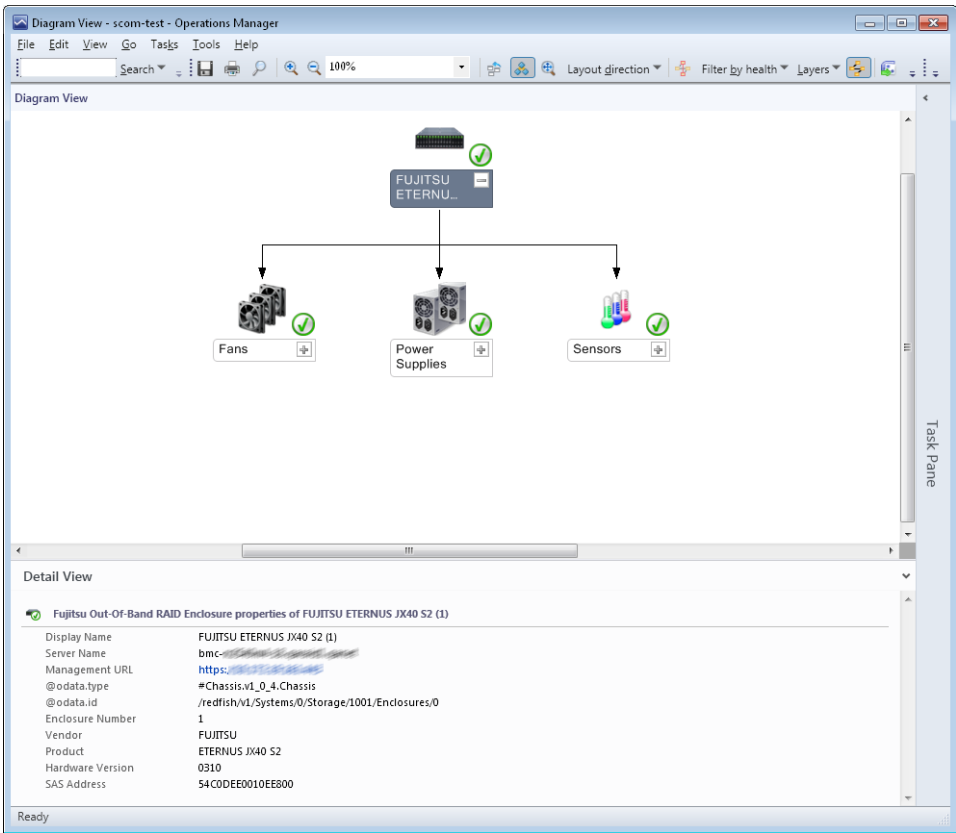 Diagram View - scom-test - Operations Manager
File Edit View Go Tasks Tools Help
Search 100% Layout direction Filter by health Layers
Diagram View
FUJITSU
ETERNU...
Fans
Power
Supplies
Sensors
Task Pane
Detail View
Fujitsu Out-Of-Band RAID Enclosure properties of FUJITSU ETERNUS JX40 S2 (1)
Display Name FUJITSU ETERNUS JX40 S2 (1)
Server Name bmc-
Management URL https:/
@odata.type #Chassis.v1_0_4.Chassis
@odata.id /redfish/v1/Systems/0/Storage/1001/Enclosures/0
Enclosure Number 1
Vendor FUJITSU
Product ETERNUS JX40 S2
Hardware Version 0310
SAS Address 54C0DEE0010EE800
Ready